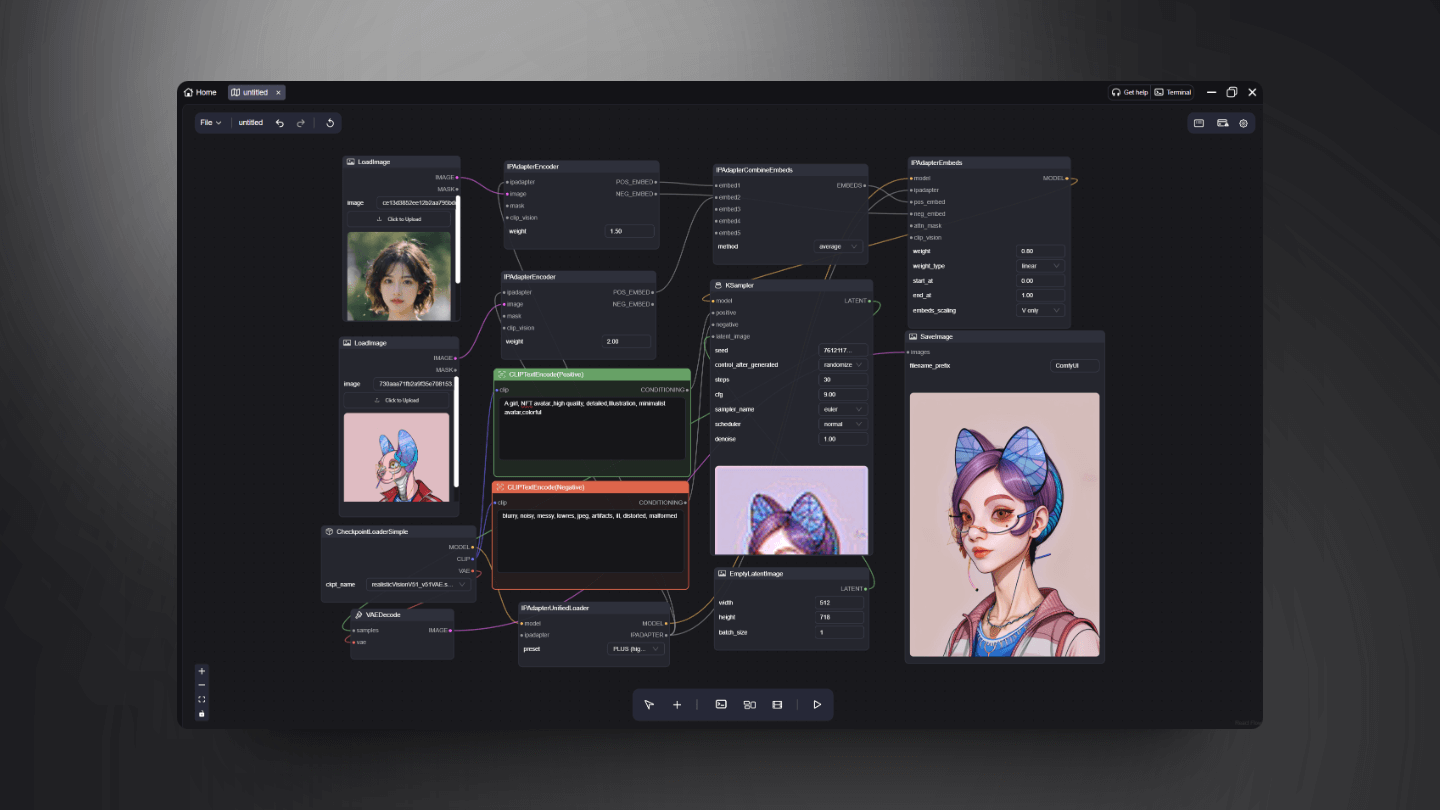 Home
untitled
Get help
Terminal
File
untitled
LoadImage
IMAGE
MASK
image
Click to Upload
LoadImage
IMAGE
MASK
image
Click to Upload
CheckpointLoaderSimple
MODEL
CLIP
VAE
realisticVisionV51_v51VAE.s...
VAEDecode
samples
IMAGE
vae
IPAdapterEncoder
ipadapter
POS_EMBED
image
NEG_EMBED
mask
clip_vision
weight
1.50
IPAdapterEncoder
ipadapter
POS_EMBED
image
NEG_EMBED
mask
clip_vision
weight
2.00
CLIPTextEncode(Positive)
clip
CONDITIONING
A girl, NFT avatar ,high quality, detailed,Illustration, minimalist
avatar,colorful
CLIPTextEncode(Negative)
clip
CONDITIONING
blurry, noisy, messy, lowres, jpeg, artifacts, ill, distorted, malformed
IPAdapterUnifiedLoader
model
MODEL
ipadapter
IPADAPTER
preset
PLUS (hig...
IPAdapterCombineEmbeds
embed1
EMBEDS
embed2
embed3
embed4
embed5
method
average
KSampler
model
LATENT
positive
negative
latent_image
seed
7612117...
control_after_generated
randomize
steps
30
cfg
9.00
sampler_name
euler
scheduler
normal
denoise
1.00
EmptyLatentImage
LATENT
width
512
height
718
batch_size
1
IPAdapterEmbeds
model
MODEL
ipadapter
pos_embed
neg_embed
attn_mask
clip_vision
weight
0.80
weight_type
linear
start_at
0.00
end_at
1.00
embeds_scaling
V only
SaveImage
images
filename_prefix
ComfyUI